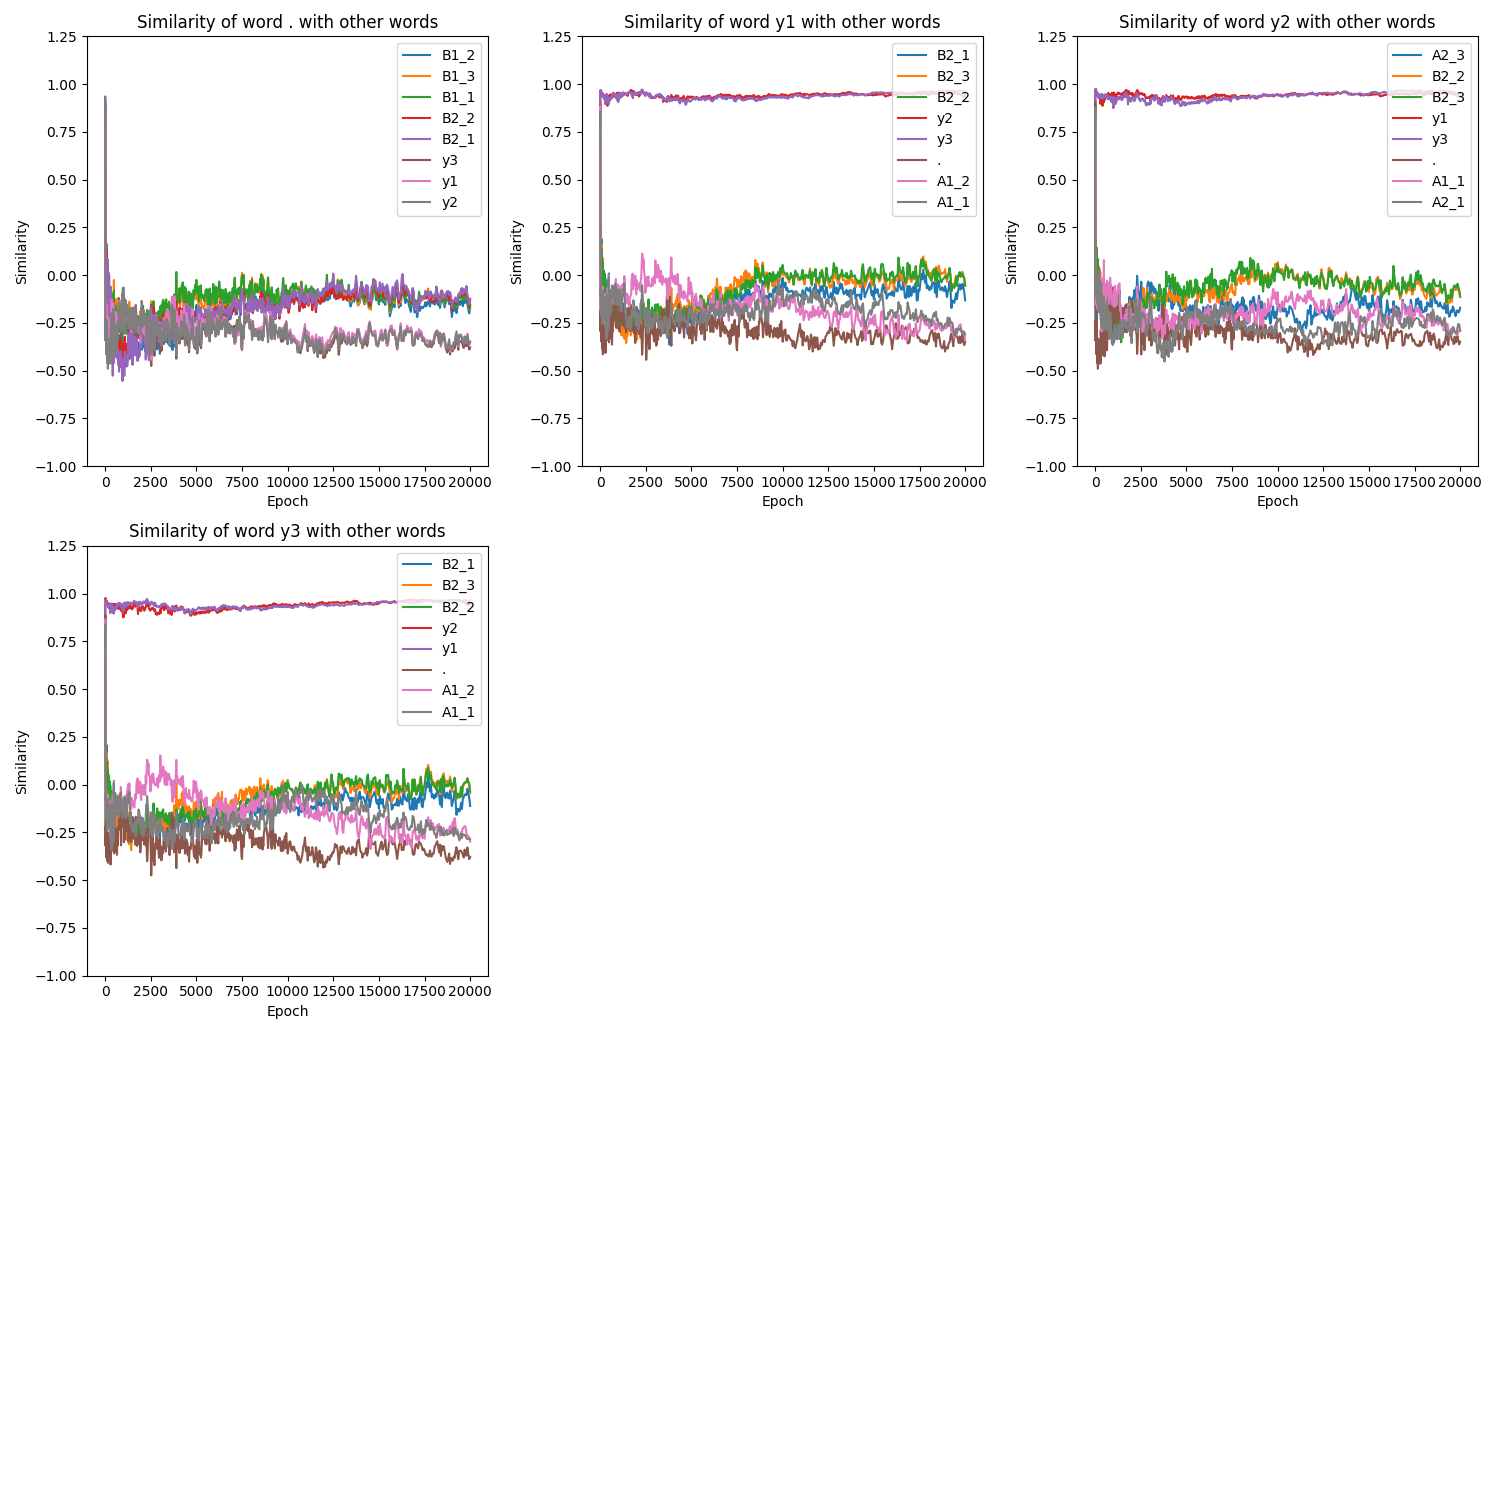 Similarity of word . with other words
1.25
1.00
0.75
0.50
0.25
0.00
−0.25
−0.50
−0.75
−1.00
Similarity
B1_2
B1_3
B1_1
B2_2
B2_1
y3
y1
y2
0 2500 5000 7500 10000 12500 15000 17500 20000
Epoch
Similarity of word y1 with other words
1.25
1.00
0.75
0.50
0.25
0.00
−0.25
−0.50
−0.75
−1.00
Similarity
B2_1
B2_3
B2_2
y2
y3
.
A1_2
A1_1
0 2500 5000 7500 10000 12500 15000 17500 20000
Epoch
Similarity of word y2 with other words
1.25
1.00
0.75
0.50
0.25
0.00
−0.25
−0.50
−0.75
−1.00
Similarity
A2_3
B2_2
B2_3
y1
y3
.
A1_1
A2_1
0 2500 5000 7500 10000 12500 15000 17500 20000
Epoch
Similarity of word y3 with other words
1.25
1.00
0.75
0.50
0.25
0.00
−0.25
−0.50
−0.75
−1.00
Similarity
B2_1
B2_3
B2_2
y2
y1
.
A1_2
A1_1
0 2500 5000 7500 10000 12500 15000 17500 20000
Epoch